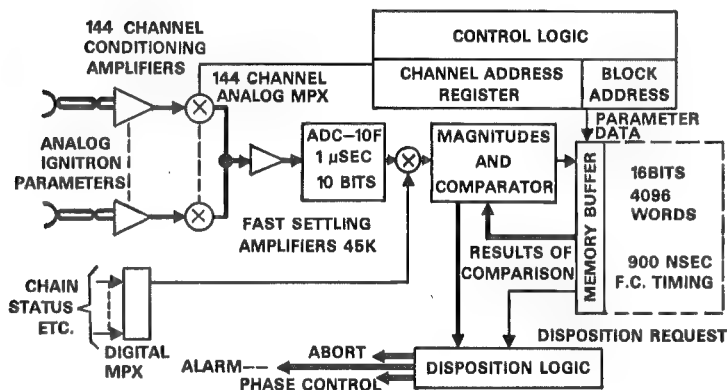 144 CHANNEL
CONDITIONING
AMPLIFIERS
144 CHANNEL
ANALOG MPX
CONTROL LOGIC
CHANNEL ADDRESS
REGISTER
BLOCK
ADDRESS
PARAMETER
DATA
ANALOG
IGNITRON
PARAMETERS
ADC-10F
1 µSEC
10 BITS
MAGNITUDES
AND
COMPARATOR
MEMORY BUFFER
16BITS
4096
WORDS
900 NSEC
F.C. TIMING
FAST SETTLING
AMPLIFIERS 45K
RESULTS OF
COMPARISON
CHAIN
STATUS
ETC.
DIGITAL
MPX
DISPOSITION REQUEST
ABORT
ALARM--
PHASE CONTROL
DISPOSITION LOGIC